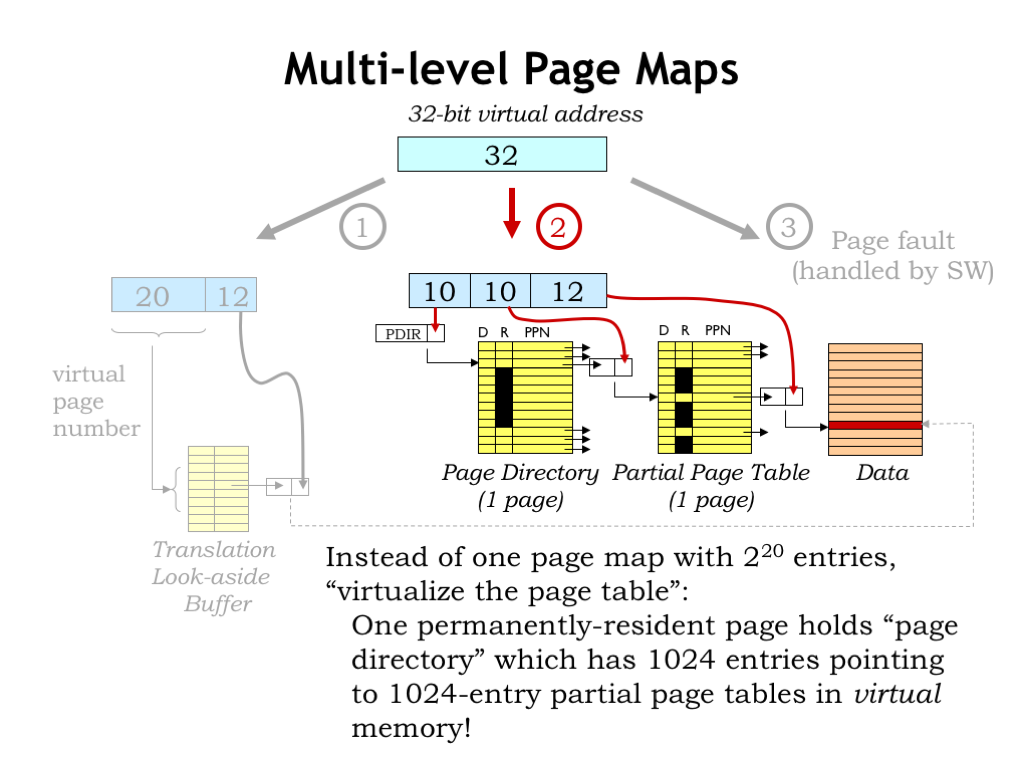 Multi-level Page Maps
32-bit virtual address
32
1
2
3
Page fault
(handled by SW)
20 12
10 10 12
PDIR
D R PPN
D R PPN
virtual
page
number
Page Directory
(1 page)
Partial Page Table
(1 page)
Data
Translation
Look-aside
Buffer
Instead of one page map with 2²⁰ entries,
“virtualize the page table”:
One permanently-resident page holds “page
directory” which has 1024 entries pointing
to 1024-entry partial page tables in virtual
memory!